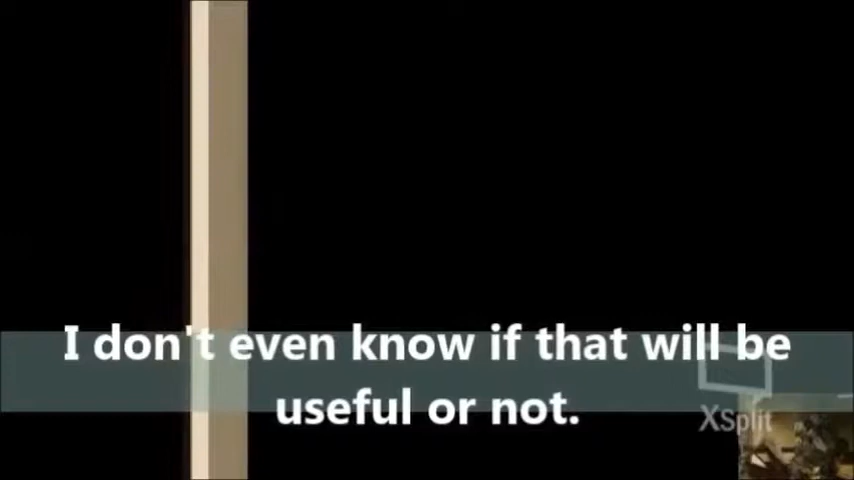 I don't even know if that will be
useful or not.
XSplit